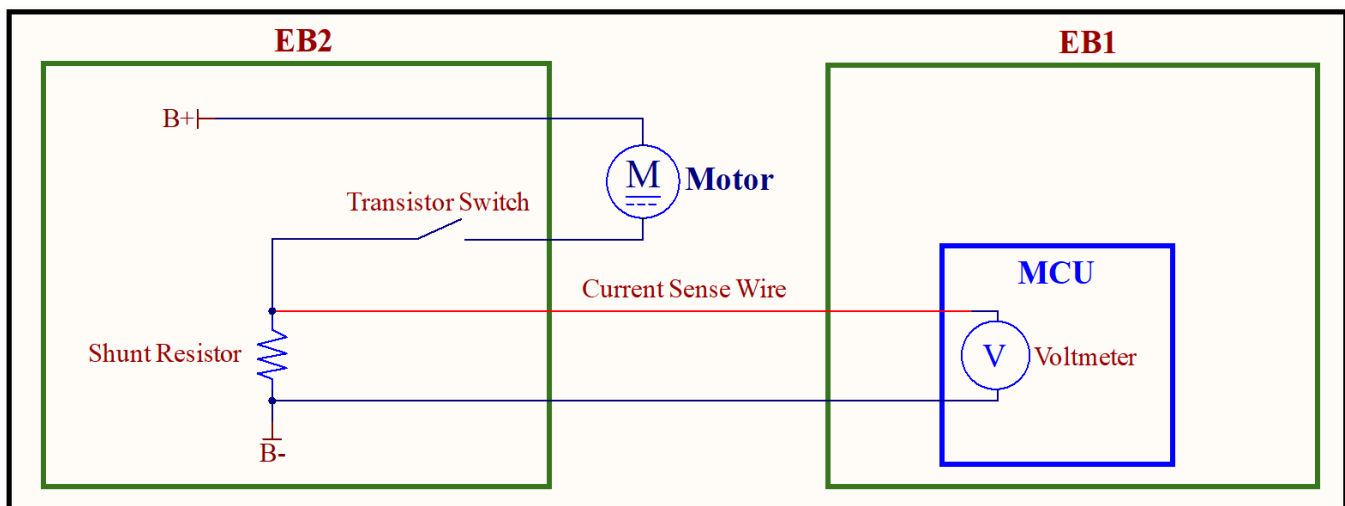 EB2
EB1
B+
M
Motor
Transistor Switch
MCU
Current Sense Wire
Shunt Resistor
V
Voltmeter
B-